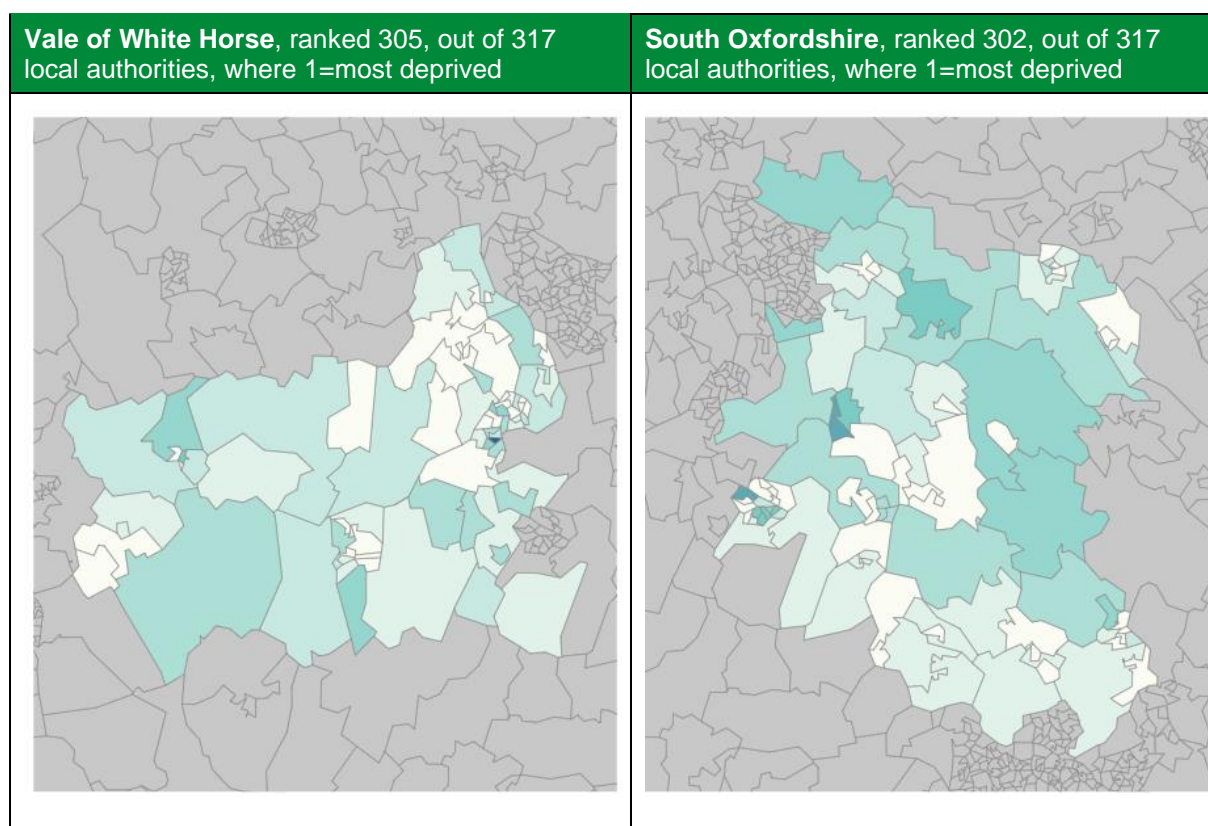 Vale of White Horse, ranked 305, out of 317
local authorities, where 1=most deprived
South Oxfordshire, ranked 302, out of 317
local authorities, where 1=most deprived